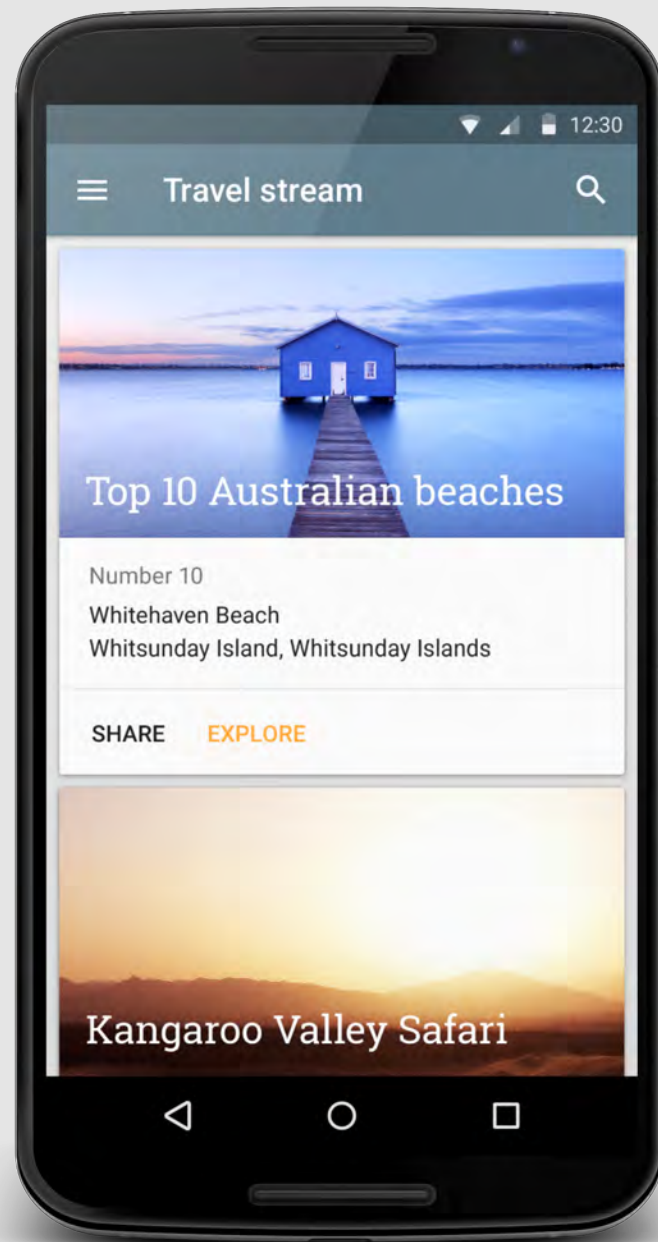 12:30
Travel stream
Top 10 Australian beaches
Number 10
Whitehaven Beach
Whitsunday Island, Whitsunday Islands
SHARE EXPLORE
Kangaroo Valley Safari